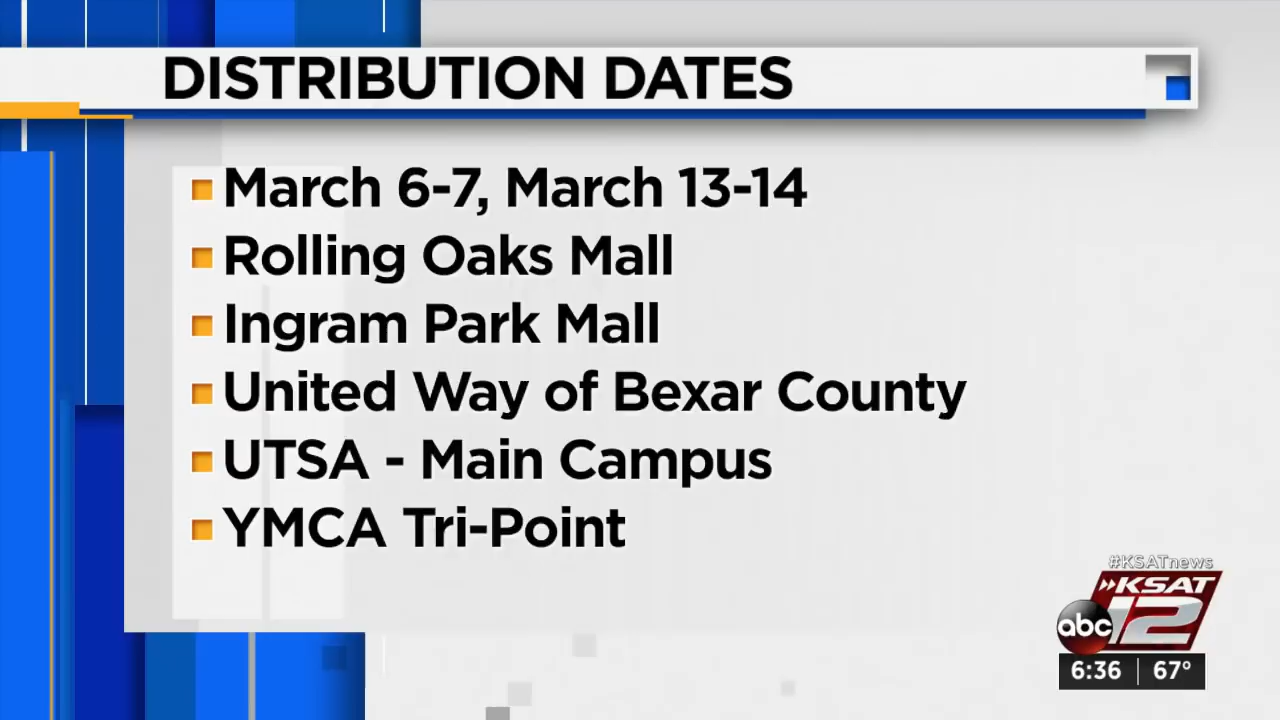 DISTRIBUTION DATES
March 6-7, March 13-14
Rolling Oaks Mall
Ingram Park Mall
United Way of Bexar County
UTSA - Main Campus
YMCA Tri-Point
#KSATnews
KSAT
abc 12
6:36 67°